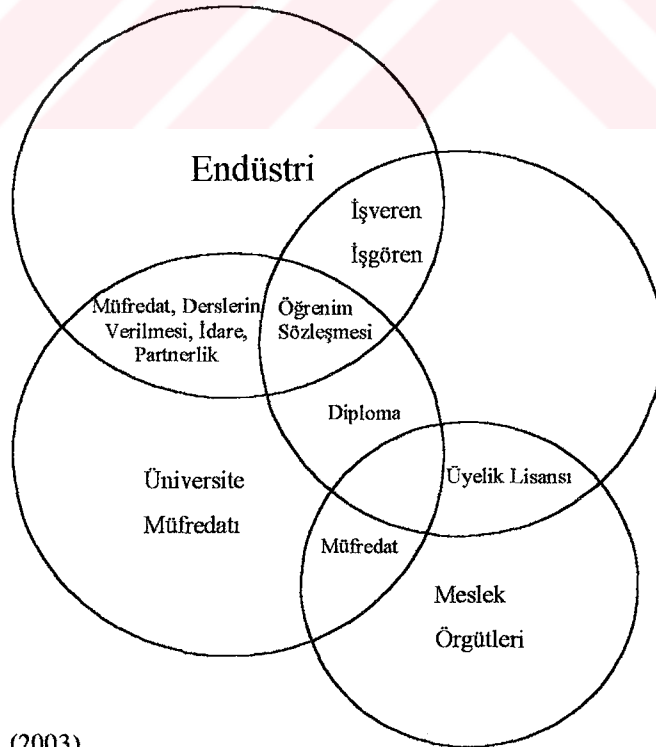 Endüstri
İşveren
İşgören
Müfredat, Derslerin
Verilmesi, İdare,
Partnerlik
Öğrenim
Sözleşmesi
Diploma
Üniversite
Müfredatı
Üyelik Lisansı
Müfredat
Meslek
Örgütleri
(2003)